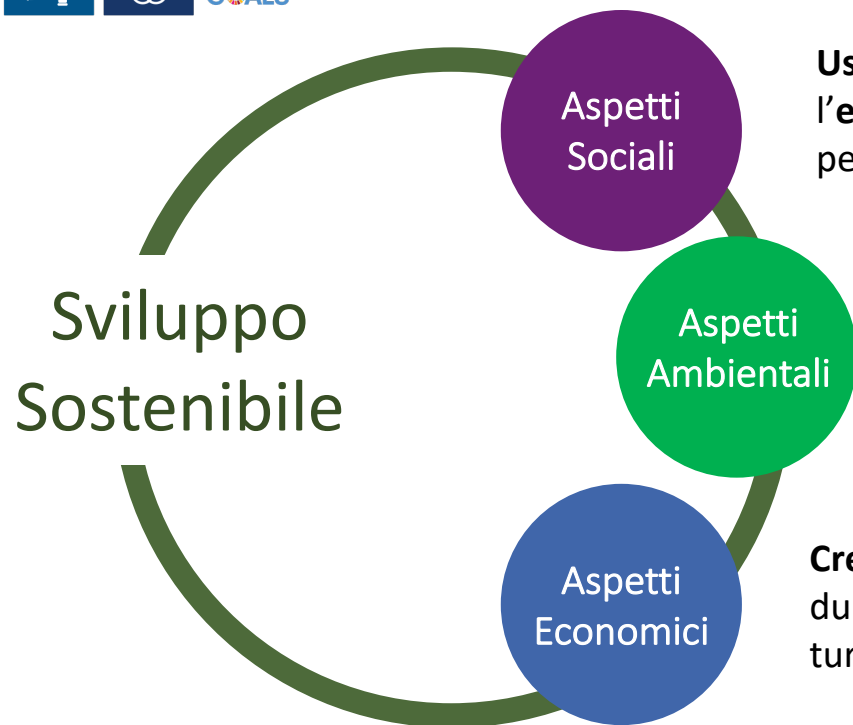 Aspetti
Sociali
l'
Sviluppo
Sostenibile
Aspetti
Ambientali
Aspetti
Economici